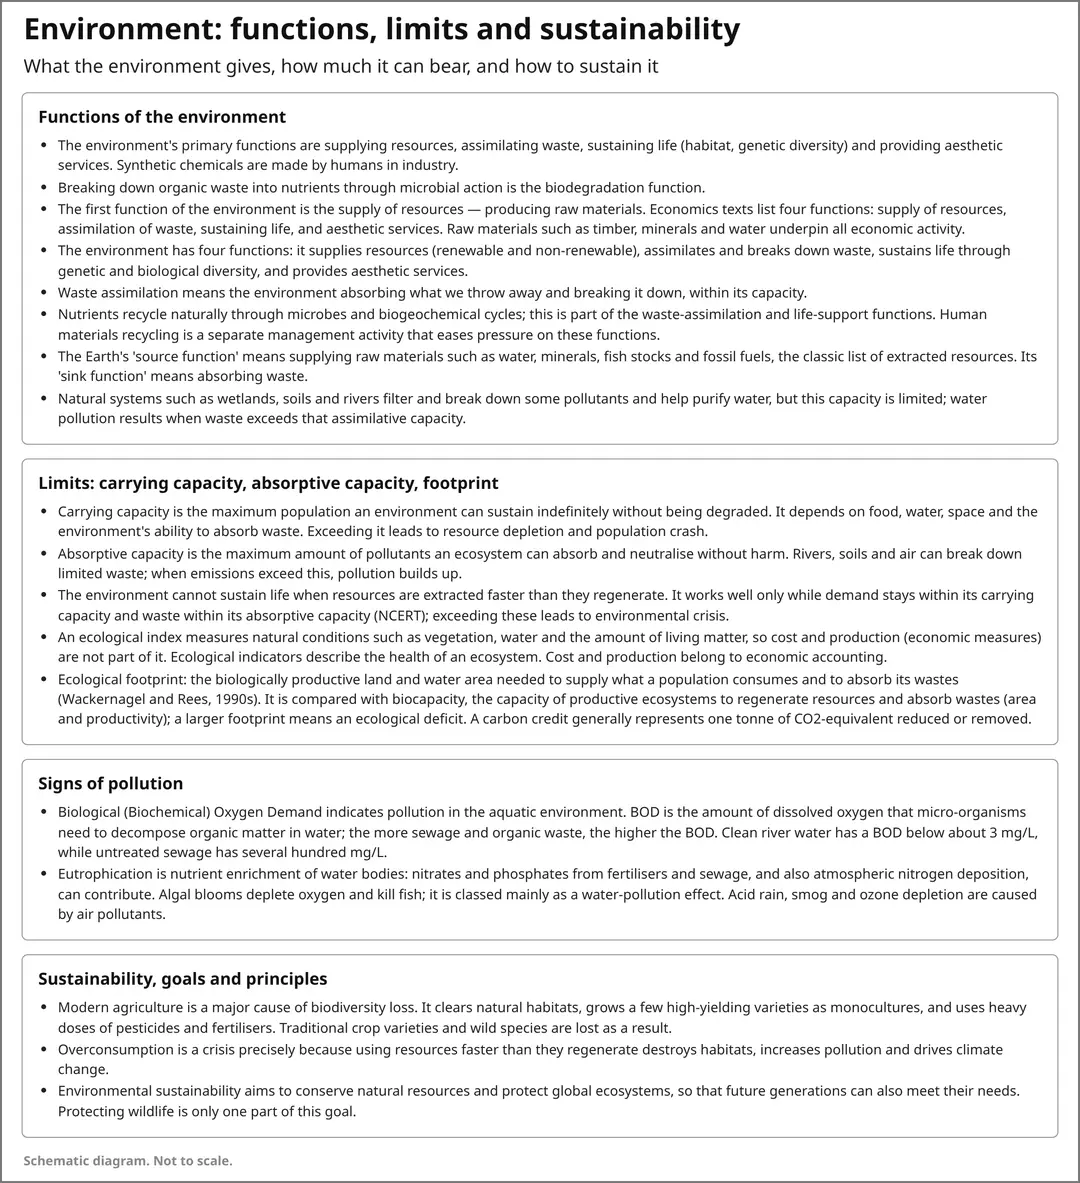 Environment: functions, limits and sustainability
What the environment gives, how much it can bear, and how to sustain it
Functions of the environment
• The environment's primary functions are supplying resources, assimilating waste, sustaining life (habitat, genetic diversity) and providing aesthetic
services. Synthetic chemicals are made by humans in industry.
• Breaking down organic waste into nutrients through microbial action is the biodegradation function.
• The first function of the environment is the supply of resources — producing raw materials. Economics texts list four functions: supply of resources,
assimilation of waste, sustaining life, and aesthetic services. Raw materials such as timber, minerals and water underpin all economic activity.
• The environment has four functions: it supplies resources (renewable and non-renewable), assimilates and breaks down waste, sustains life through
genetic and biological diversity, and provides aesthetic services.
• Waste assimilation means the environment absorbing what we throw away and breaking it down, within its capacity.
• Nutrients recycle naturally through microbes and biogeochemical cycles; this is part of the waste-assimilation and life-support functions. Human
materials recycling is a separate management activity that eases pressure on these functions.
• The Earth's 'source function' means supplying raw materials such as water, minerals, fish stocks and fossil fuels, the classic list of extracted resources. Its
'sink function' means absorbing waste.
• Natural systems such as wetlands, soils and rivers filter and break down some pollutants and help purify water, but this capacity is limited; water
pollution results when waste exceeds that assimilative capacity.
Limits: carrying capacity, absorptive capacity, footprint
• Carrying capacity is the maximum population an environment can sustain indefinitely without being degraded. It depends on food, water, space and the
environment's ability to absorb waste. Exceeding it leads to resource depletion and population crash.
• Absorptive capacity is the maximum amount of pollutants an ecosystem can absorb and neutralise without harm. Rivers, soils and air can break down
limited waste; when emissions exceed this, pollution builds up.
• The environment cannot sustain life when resources are extracted faster than they regenerate. It works well only while demand stays within its carrying
capacity and waste within its absorptive capacity (NCERT); exceeding these leads to environmental crisis.
• An ecological index measures natural conditions such as vegetation, water and the amount of living matter, so cost and production (economic measures)
are not part of it. Ecological indicators describe the health of an ecosystem. Cost and production belong to economic accounting.
• Ecological footprint: the biologically productive land and water area needed to supply what a population consumes and to absorb its wastes
(Wackernagel and Rees, 1990s). It is compared with biocapacity, the capacity of productive ecosystems to regenerate resources and absorb wastes (area
and productivity); a larger footprint means an ecological deficit. A carbon credit generally represents one tonne of CO2-equivalent reduced or removed.
Signs of pollution
• Biological (Biochemical) Oxygen Demand indicates pollution in the aquatic environment. BOD is the amount of dissolved oxygen that micro-organisms
need to decompose organic matter in water; the more sewage and organic waste, the higher the BOD. Clean river water has a BOD below about 3 mg/L,
while untreated sewage has several hundred mg/L.
• Eutrophication is nutrient enrichment of water bodies: nitrates and phosphates from fertilisers and sewage, and also atmospheric nitrogen deposition,
can contribute. Algal blooms deplete oxygen and kill fish; it is classed mainly as a water-pollution effect. Acid rain, smog and ozone depletion are caused
by air pollutants.
Sustainability, goals and principles
• Modern agriculture is a major cause of biodiversity loss. It clears natural habitats, grows a few high-yielding varieties as monocultures, and uses heavy
doses of pesticides and fertilisers. Traditional crop varieties and wild species are lost as a result.
• Overconsumption is a crisis precisely because using resources faster than they regenerate destroys habitats, increases pollution and drives climate
change.
• Environmental sustainability aims to conserve natural resources and protect global ecosystems, so that future generations can also meet their needs.
Protecting wildlife is only one part of this goal.
Schematic diagram. Not to scale.